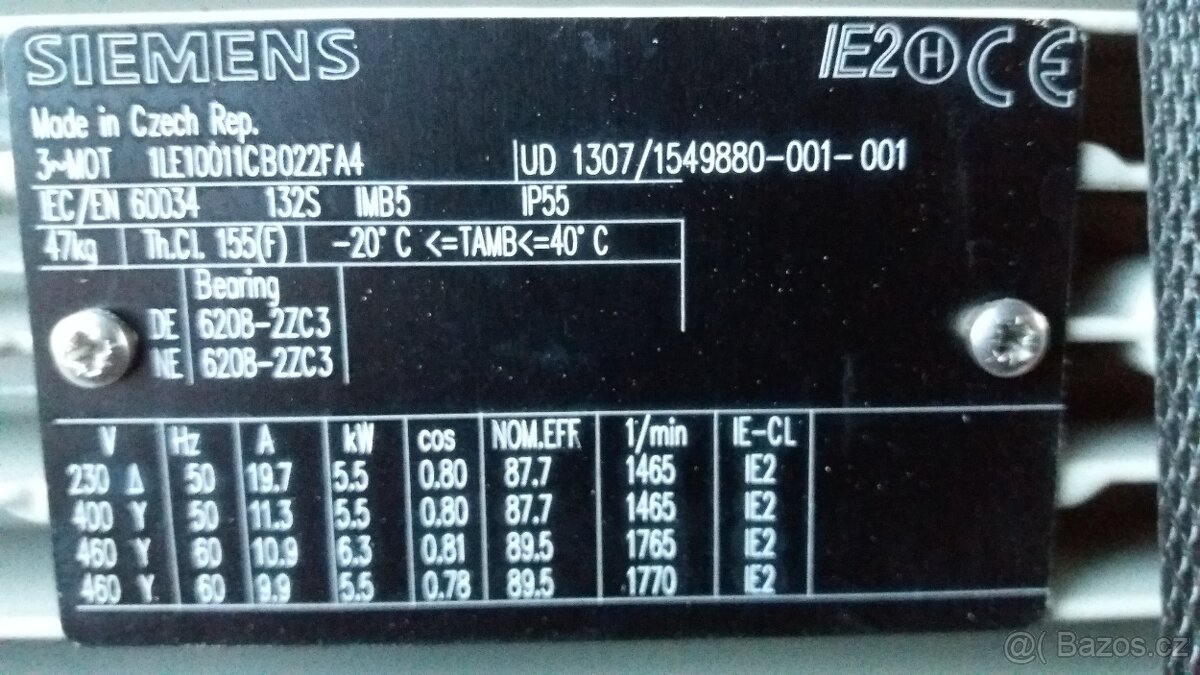 SIEMENS IE2 H CE
Made in Czech Rep.
3~MOT 1LE10011CB022FA4 UD 1307/1549880-001-001
IEC/EN 60034 132S IMB5 IP55
47kg Th.Cl. 155(F) -20°C <=TAMB<=40°C
Bearing
DE 6208-2ZC3
NE 6208-2ZC3
V Hz A kW cos NOM.EFF 1/min IE-CL
230 Δ 50 19.7 5.5 0.80 87.7 1465 IE2
400 Y 50 11.3 5.5 0.80 87.7 1465 IE2
460 Y 60 10.9 6.3 0.81 89.5 1765 IE2
460 Y 60 9.9 5.5 0.78 89.5 1770 IE2
@( Bazos.cz